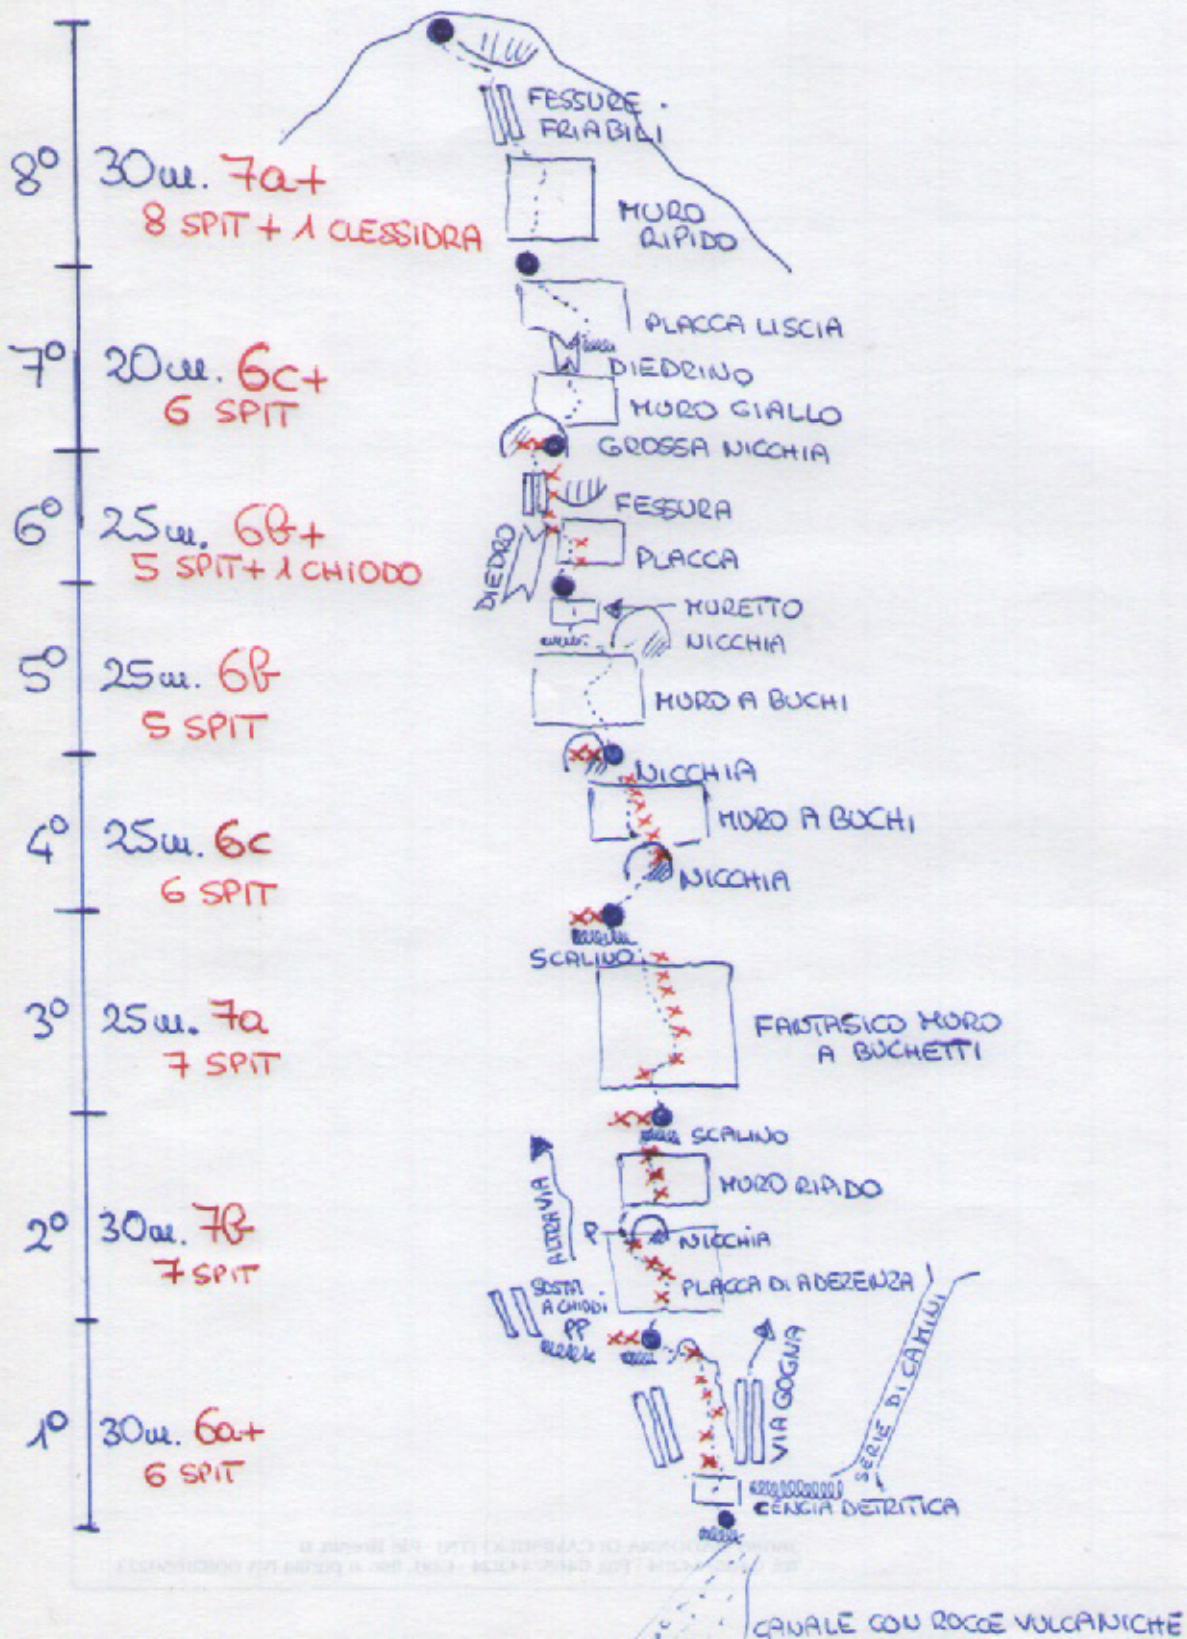 FESSURE
FRIABILI
8° 30m. 7a+
8 SPIT + 1 CLESSIDRA
MURO
RIPIDO
PLACCA LISCIA
7° 20m. 6c+
6 SPIT
DIEDRINO
MURO GIALLO
GROSSA NICCHIA
6° 25m. 6b+
5 SPIT + 1 CHIODO
FESSURA
DIEDRO
PLACCA
MURETTO
NICCHIA
5° 25m. 6b
5 SPIT
MURO A BUCHI
NICCHIA
4° 25m. 6c
6 SPIT
MURO A BUCHI
NICCHIA
SCALINO
3° 25m. 7a
7 SPIT
FANTASICO MURO
A BUCHETTI
SCALINO
MURO RIPIDO
2° 30m. 7b
7 SPIT
ALTRA VIA
P
NICCHIA
PLACCA DI ADERENZA
SOSTA
A CHIODI
PP
VIA GOGNA
SERIE DI CAMINI
1° 30m. 6a+
6 SPIT
CENGIA DETRITICA
CANALE CON ROCCE VULCANICHE